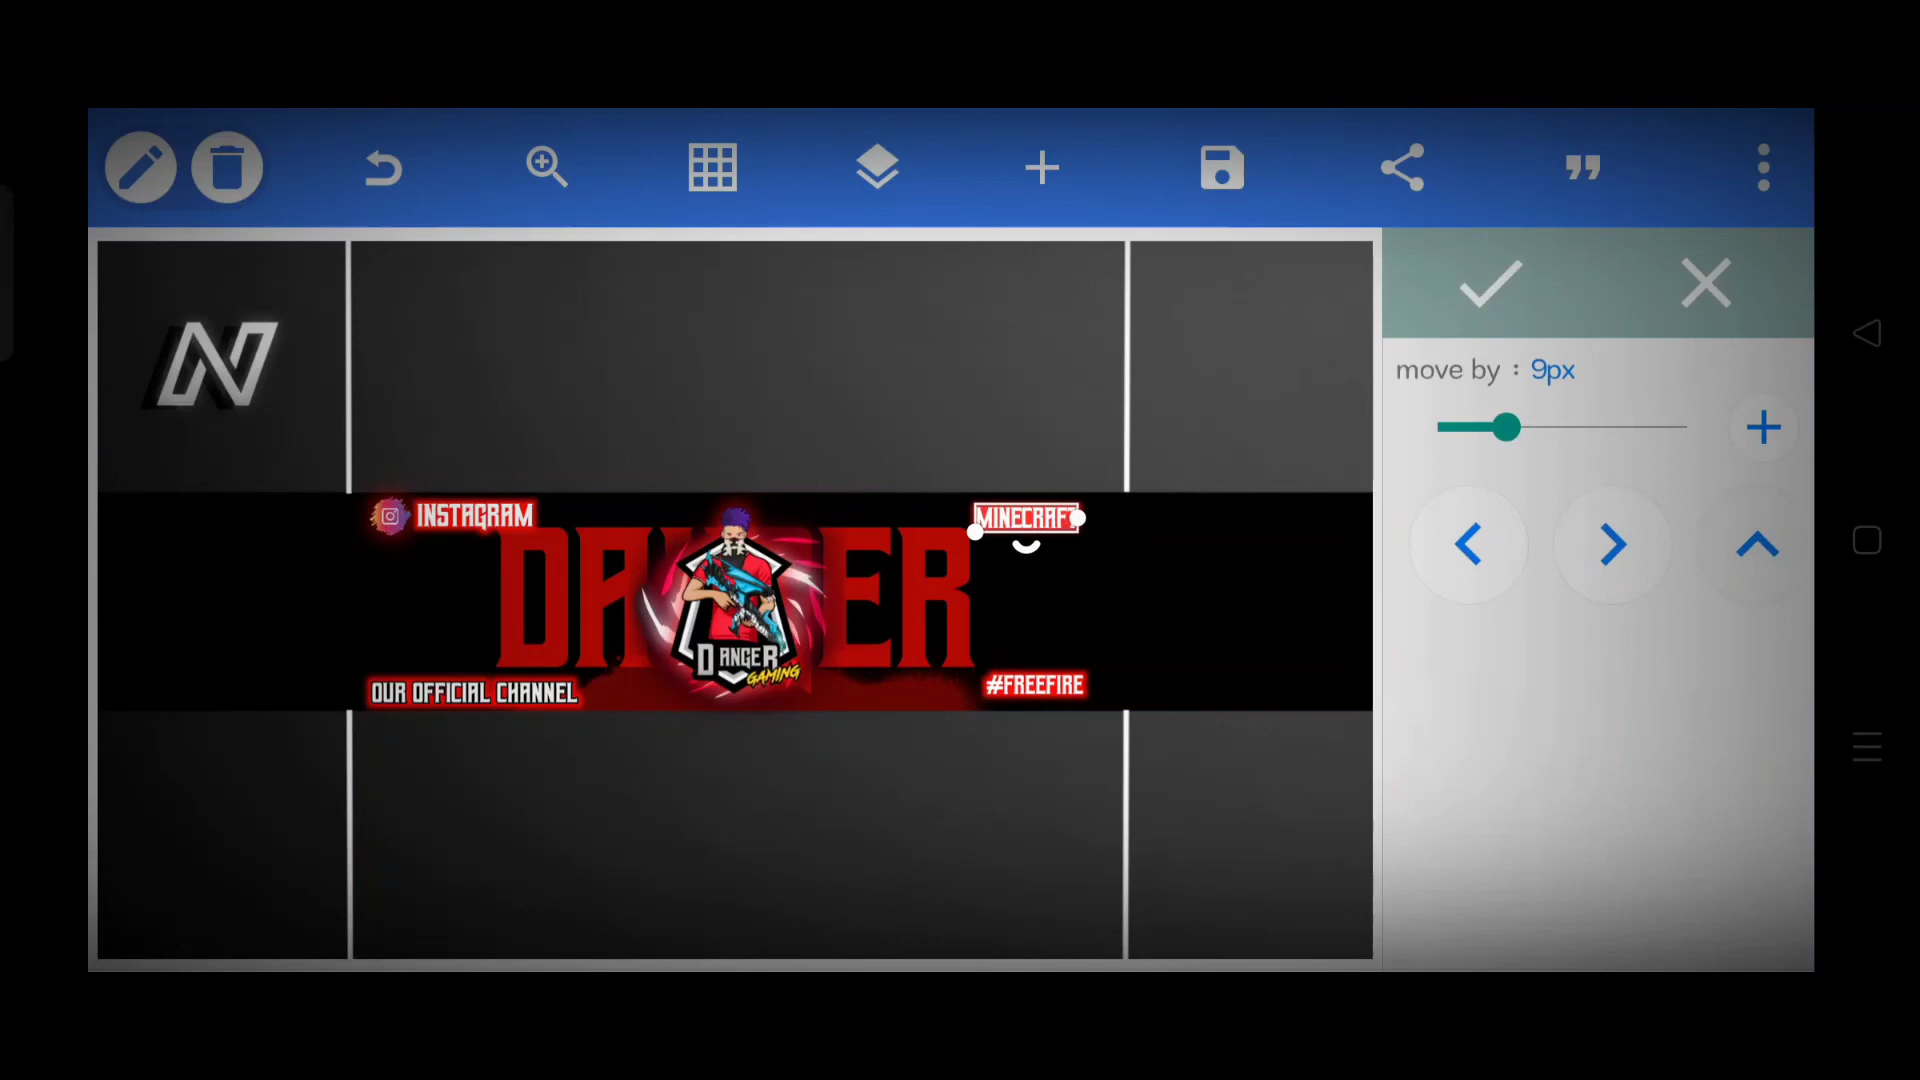 N
move by : 9px
INSTAGRAM
MINECRAFT
DA ER
DANGER
GAMING
OUR OFFICIAL CHANNEL
#FREEFIRE